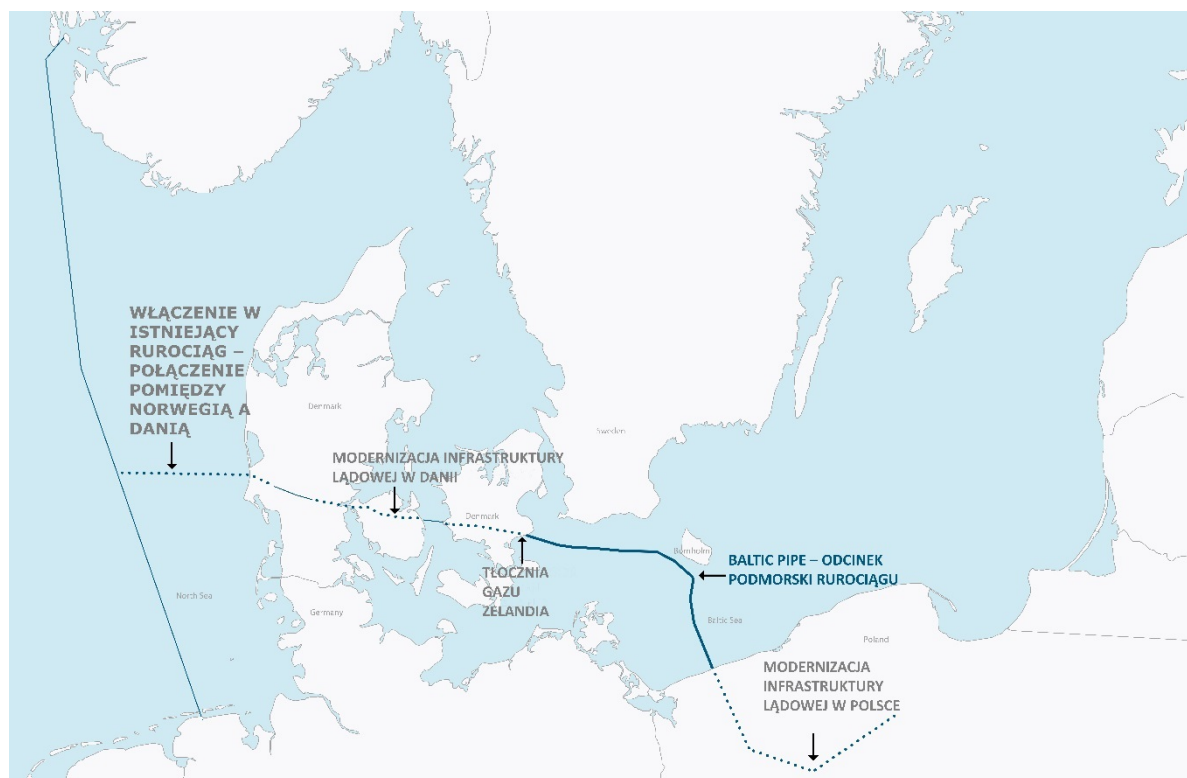 WŁĄCZENIE W
ISTNIEJĄCY
RUROCIĄG –
POŁĄCZENIE
POMIĘDZY
NORWEGIĄ A
DANIĄ
Denmark
Sweden
MODERNIZACJA INFRASTRUKTURY
LĄDOWEJ W DANII
Denmark
Bornholm
BALTIC PIPE – ODCINEK
PODMORSKI RUROCIĄGU
TŁOCZNIA
GAZU
ZELANDIA
North Sea
Germany
Baltic Sea
Poland
MODERNIZACJA
INFRASTRUKTURY
LĄDOWEJ W POLSCE